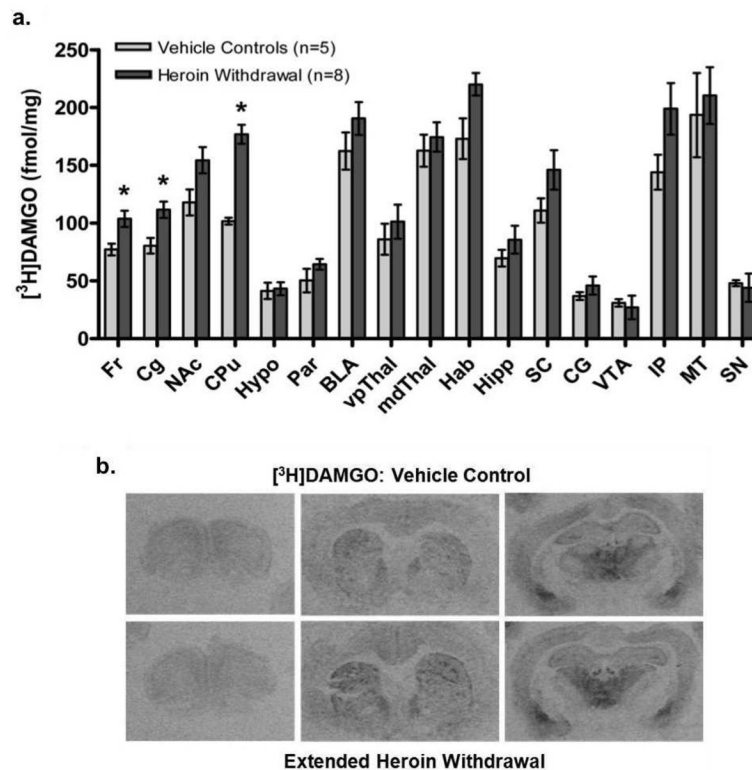 a.
Vehicle Controls (n=5)
Heroin Withdrawal (n=8)
[³H]DAMGO (fmol/mg)
250
200
150
100
50
0
* * *
Fr Cg NAc CPu Hypo Par BLA vpThal mdThal Hab Hipp SC CG VTA IP MT SN
b.
[³H]DAMGO: Vehicle Control
Extended Heroin Withdrawal